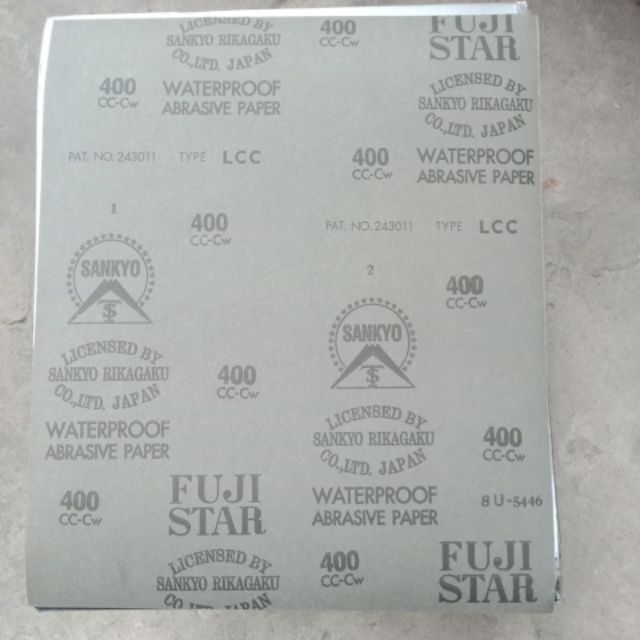 LICENSED BY
SANKYO RIKAGAKU
CO.,LTD. JAPAN
400
CC-Cw
FUJI
STAR
400
CC-Cw
WATERPROOF
ABRASIVE PAPER
LICENSED BY
SANKYO RIKAGAKU
CO.,LTD. JAPAN
PAT. NO. 243011 TYPE LCC
400
CC-Cw
WATERPROOF
ABRASIVE PAPER
1
400
CC-Cw
PAT. NO. 243011 TYPE LCC
SANKYO
2
400
CC-Cw
SANKYO
LICENSED BY
SANKYO RIKAGAKU
CO.,LTD. JAPAN
400
CC-Cw
WATERPROOF
ABRASIVE PAPER
LICENSED BY
SANKYO RIKAGAKU
CO.,LTD. JAPAN
400
CC-Cw
400
CC-Cw
FUJI
STAR
WATERPROOF
ABRASIVE PAPER
8U-5446
LICENSED BY
SANKYO RIKAGAKU
CO.,LTD. JAPAN
400
CC-Cw
FUJI
STAR